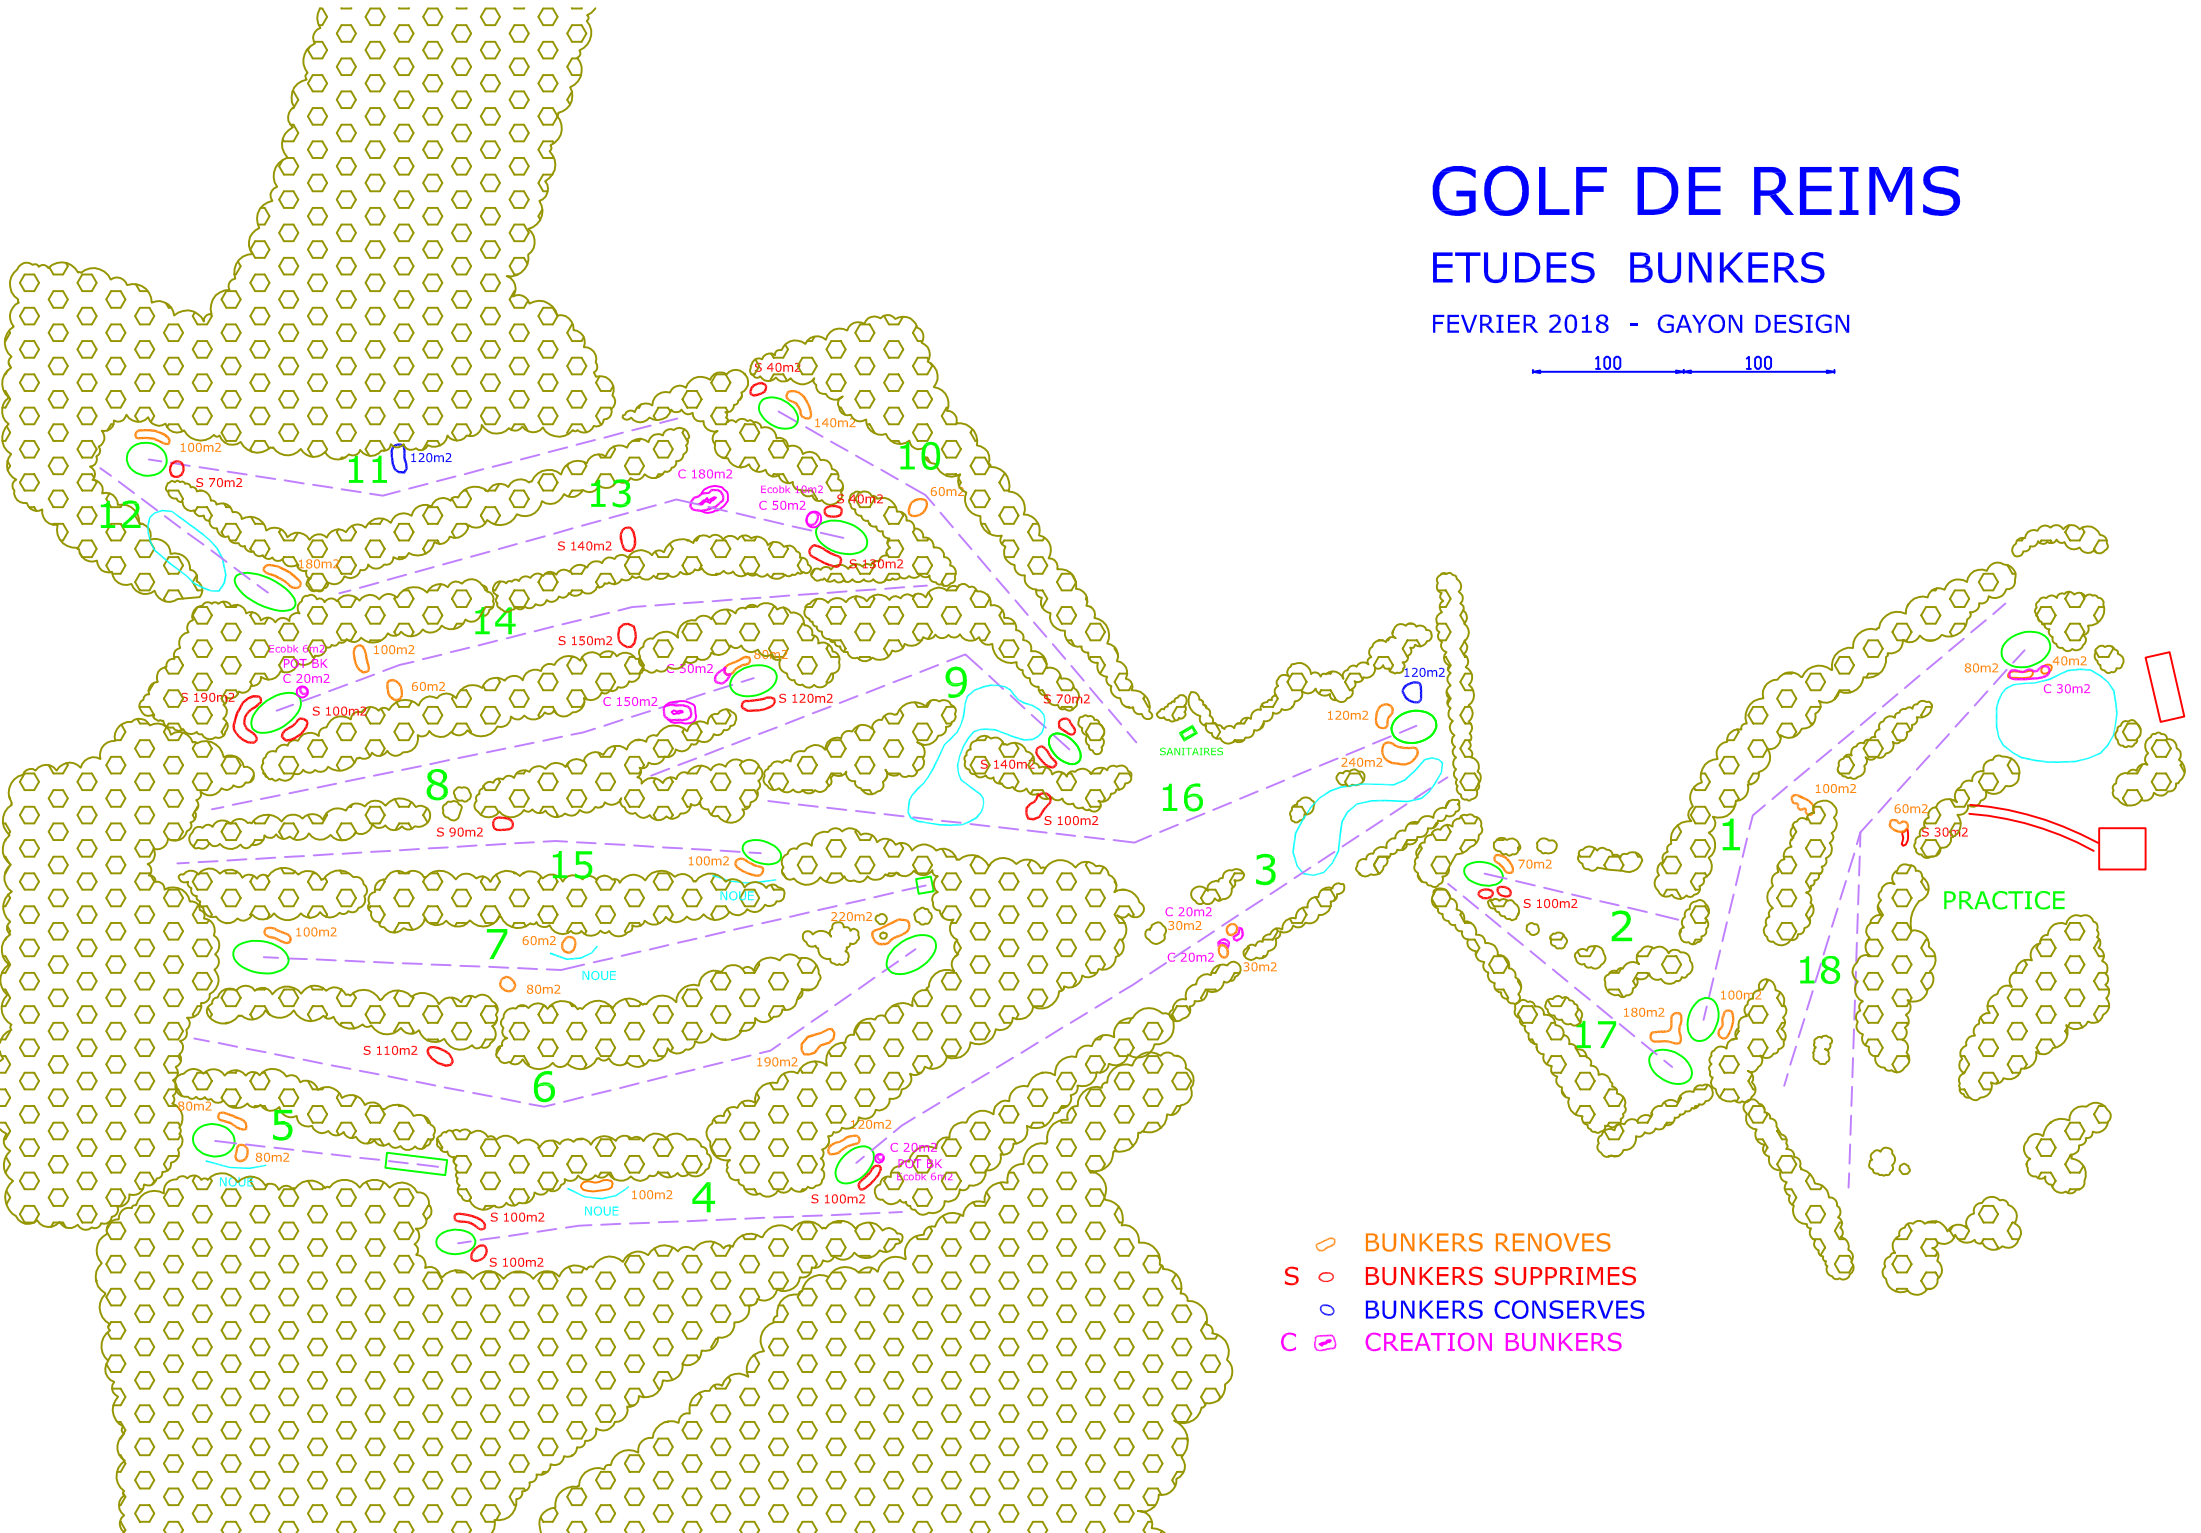 GOLF DE REIMS
ETUDES BUNKERS
FEVRIER 2018 - GAYON DESIGN
100 100
S 40m2
140m2
10
100m2
11
120m2
S 70m2
C 180m2
13
Ecobk 10m2
C 50m2
S 40m2
60m2
12
S 140m2
180m2
S 130m2
14
S 150m2
Ecobk 6m2
POT BK
C 20m2
100m2
60m2
S 190m2
S 100m2
C 50m2
80m2
C 150m2
S 120m2
9
S 70m2
S 140m2
SANITAIRES
120m2
120m2
240m2
80m2
40m2
C 30m2
8
S 90m2
16
S 100m2
100m2
60m2
S 30m2
1
15
100m2
NOUE
3
70m2
S 100m2
PRACTICE
2
C 20m2
30m2
C 20m2
30m2
220m2
100m2
7
60m2
NOUE
80m2
18
100m2
180m2
17
S 110m2
190m2
6
80m2
5
80m2
NOUE
120m2
C 20m2
POT BK
Ecobk 6m2
S 100m2
100m2
NOUE
4
S 100m2
S 100m2
BUNKERS RENOVES
S BUNKERS SUPPRIMES
BUNKERS CONSERVES
C CREATION BUNKERS